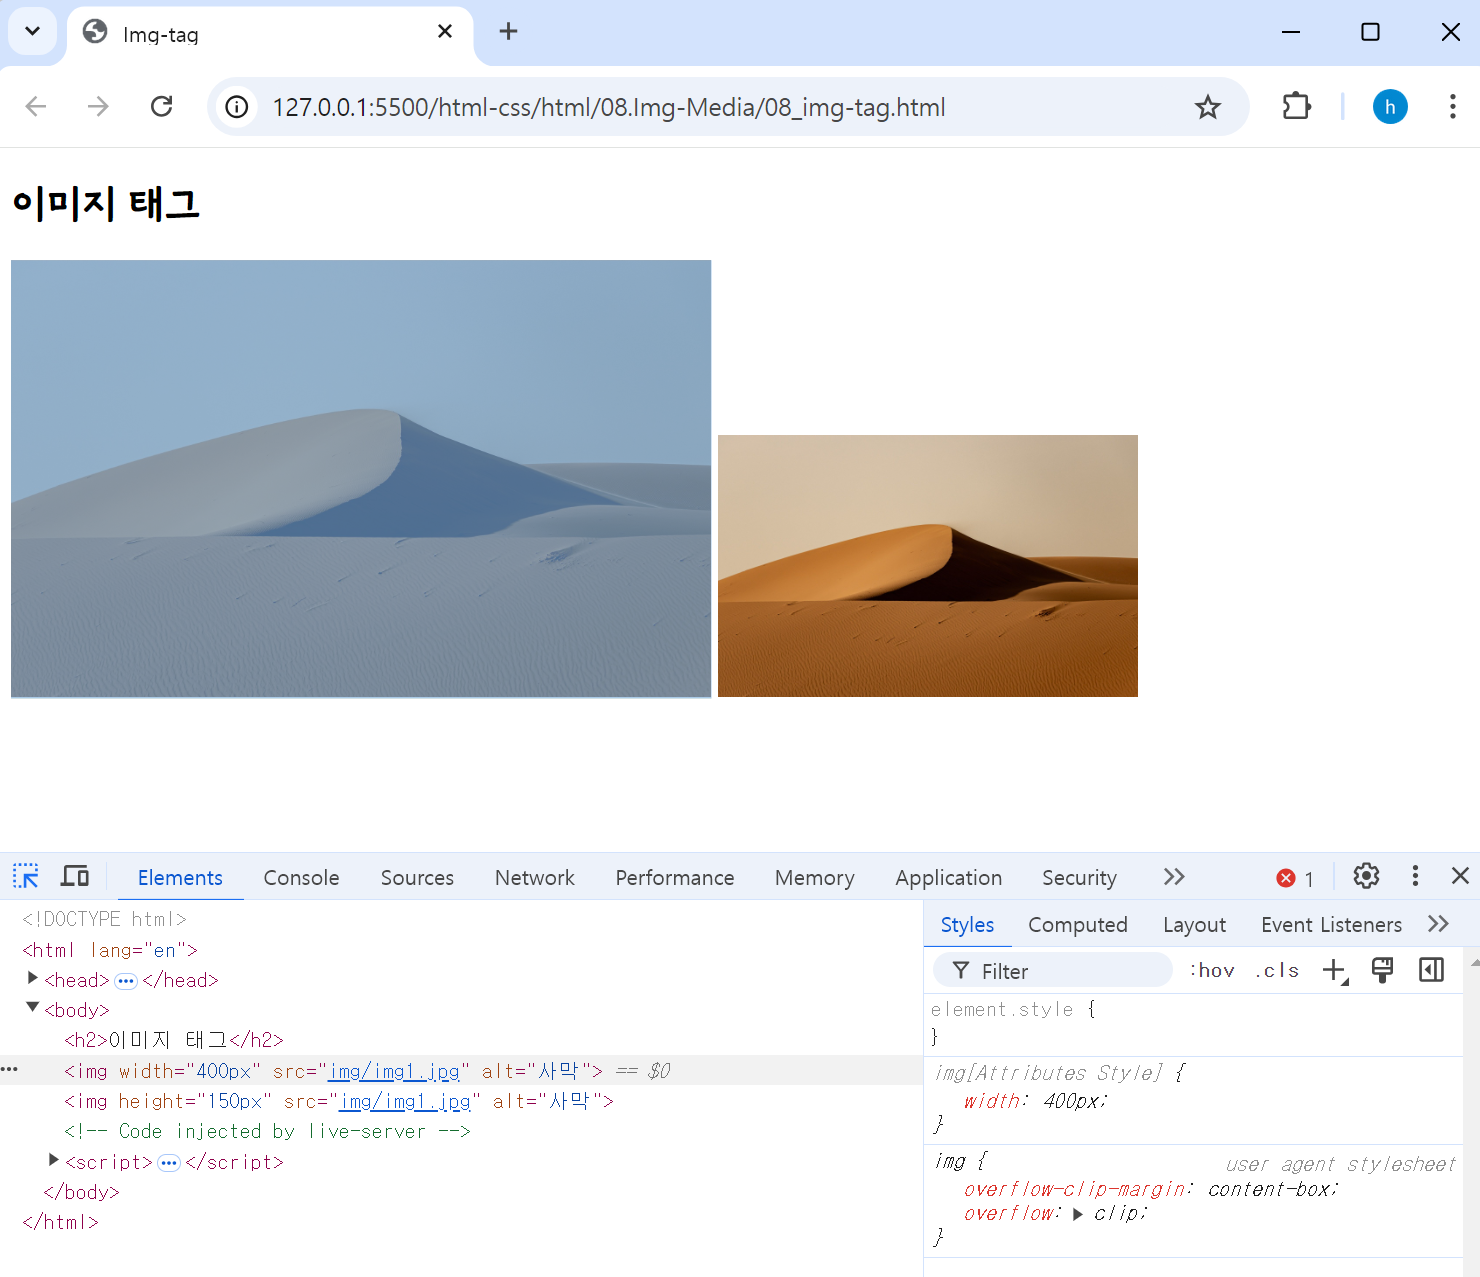 Img-tag
127.0.0.1:5500/html-css/html/08.Img-Media/08_img-tag.html
h
이미지 태그
Elements Console Sources Network Performance Memory Application Security 1
<!DOCTYPE html>
<html lang="en">
<head> </head>
<body>
<h2>이미지 태그</h2>
<img width="400px" src="img/img1.jpg" alt="사막"> == $0
<img height="150px" src="img/img1.jpg" alt="사막">
<!-- Code injected by live-server -->
<script> </script>
</body>
</html>
Styles Computed Layout Event Listeners
Filter :hov .cls
element.style {
}
img[Attributes Style] {
width: 400px;
}
img { user agent stylesheet
overflow-clip-margin: content-box;
overflow: clip;
}